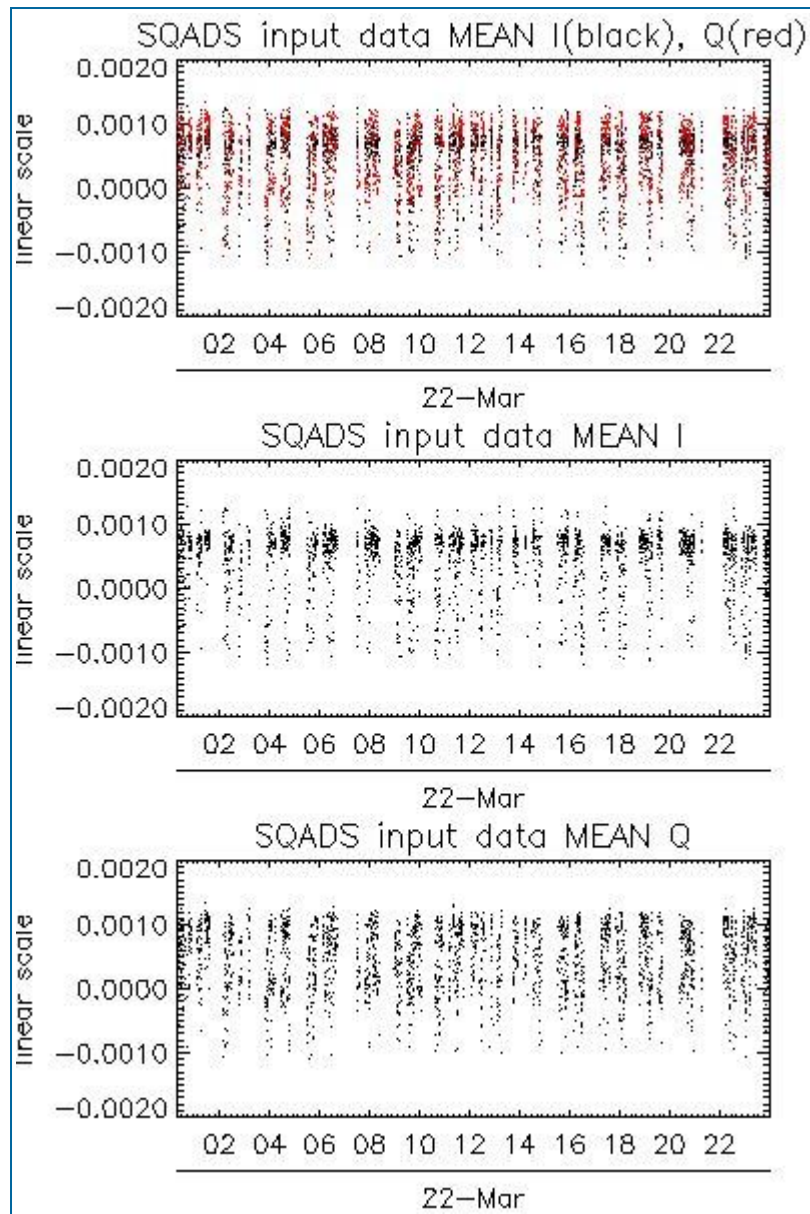 SQADS input data MEAN I(black), Q(red)
0.0020
0.0010
0.0000
−0.0010
−0.0020
linear scale
02 04 06 08 10 12 14 16 18 20 22
22−Mar
SQADS input data MEAN I
0.0020
0.0010
0.0000
−0.0010
−0.0020
linear scale
02 04 06 08 10 12 14 16 18 20 22
22−Mar
SQADS input data MEAN Q
0.0020
0.0010
0.0000
−0.0010
−0.0020
linear scale
02 04 06 08 10 12 14 16 18 20 22
22−Mar